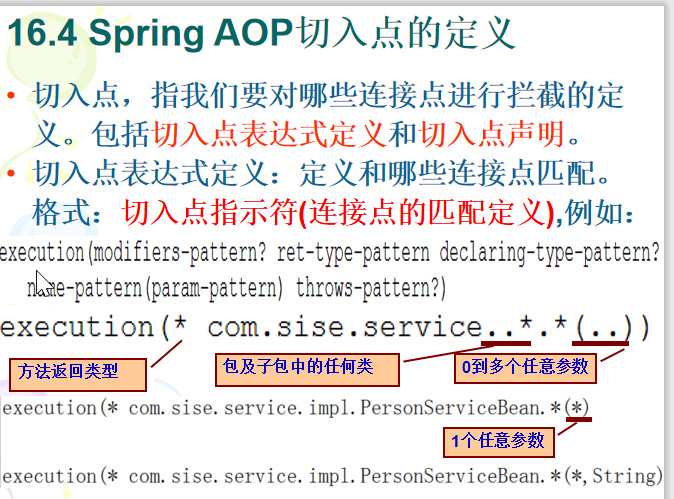 16.4 Spring AOP切入点的定义
• 切入点，指我们要对哪些连接点进行拦截的定
义。包括切入点表达式定义和切入点声明。
• 切入点表达式定义：定义和哪些连接点匹配。
格式：切入点指示符(连接点的匹配定义),例如：
execution(modifiers-pattern? ret-type-pattern declaring-type-pattern?
name-pattern(param-pattern) throws-pattern?)
execution(* com.sise.service..*.*(..))
方法返回类型
包及子包中的任何类
0到多个任意参数
execution(* com.sise.service.impl.PersonServiceBean.*(*)
1个任意参数
execution(* com.sise.service.impl.PersonServiceBean.*(*,String)